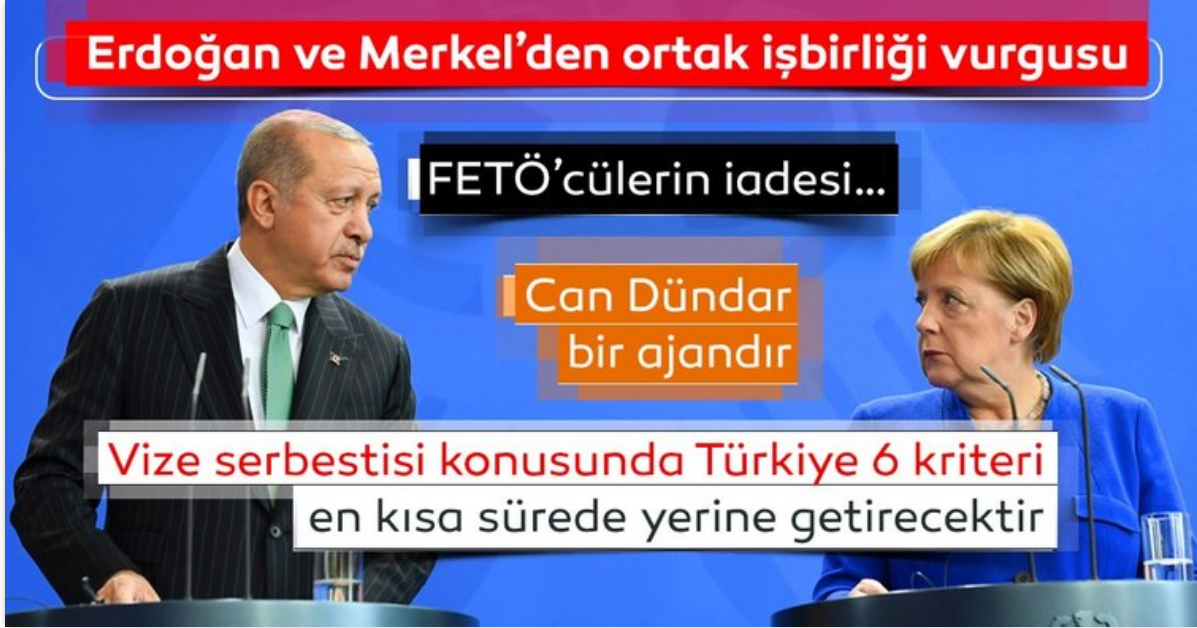 Erdoğan ve Merkel’den ortak işbirliği vurgusu
FETÖ’cülerin iadesi...
Can Dündar
bir ajandır
Vize serbestisi konusunda Türkiye 6 kriteri
en kısa sürede yerine getirecektir